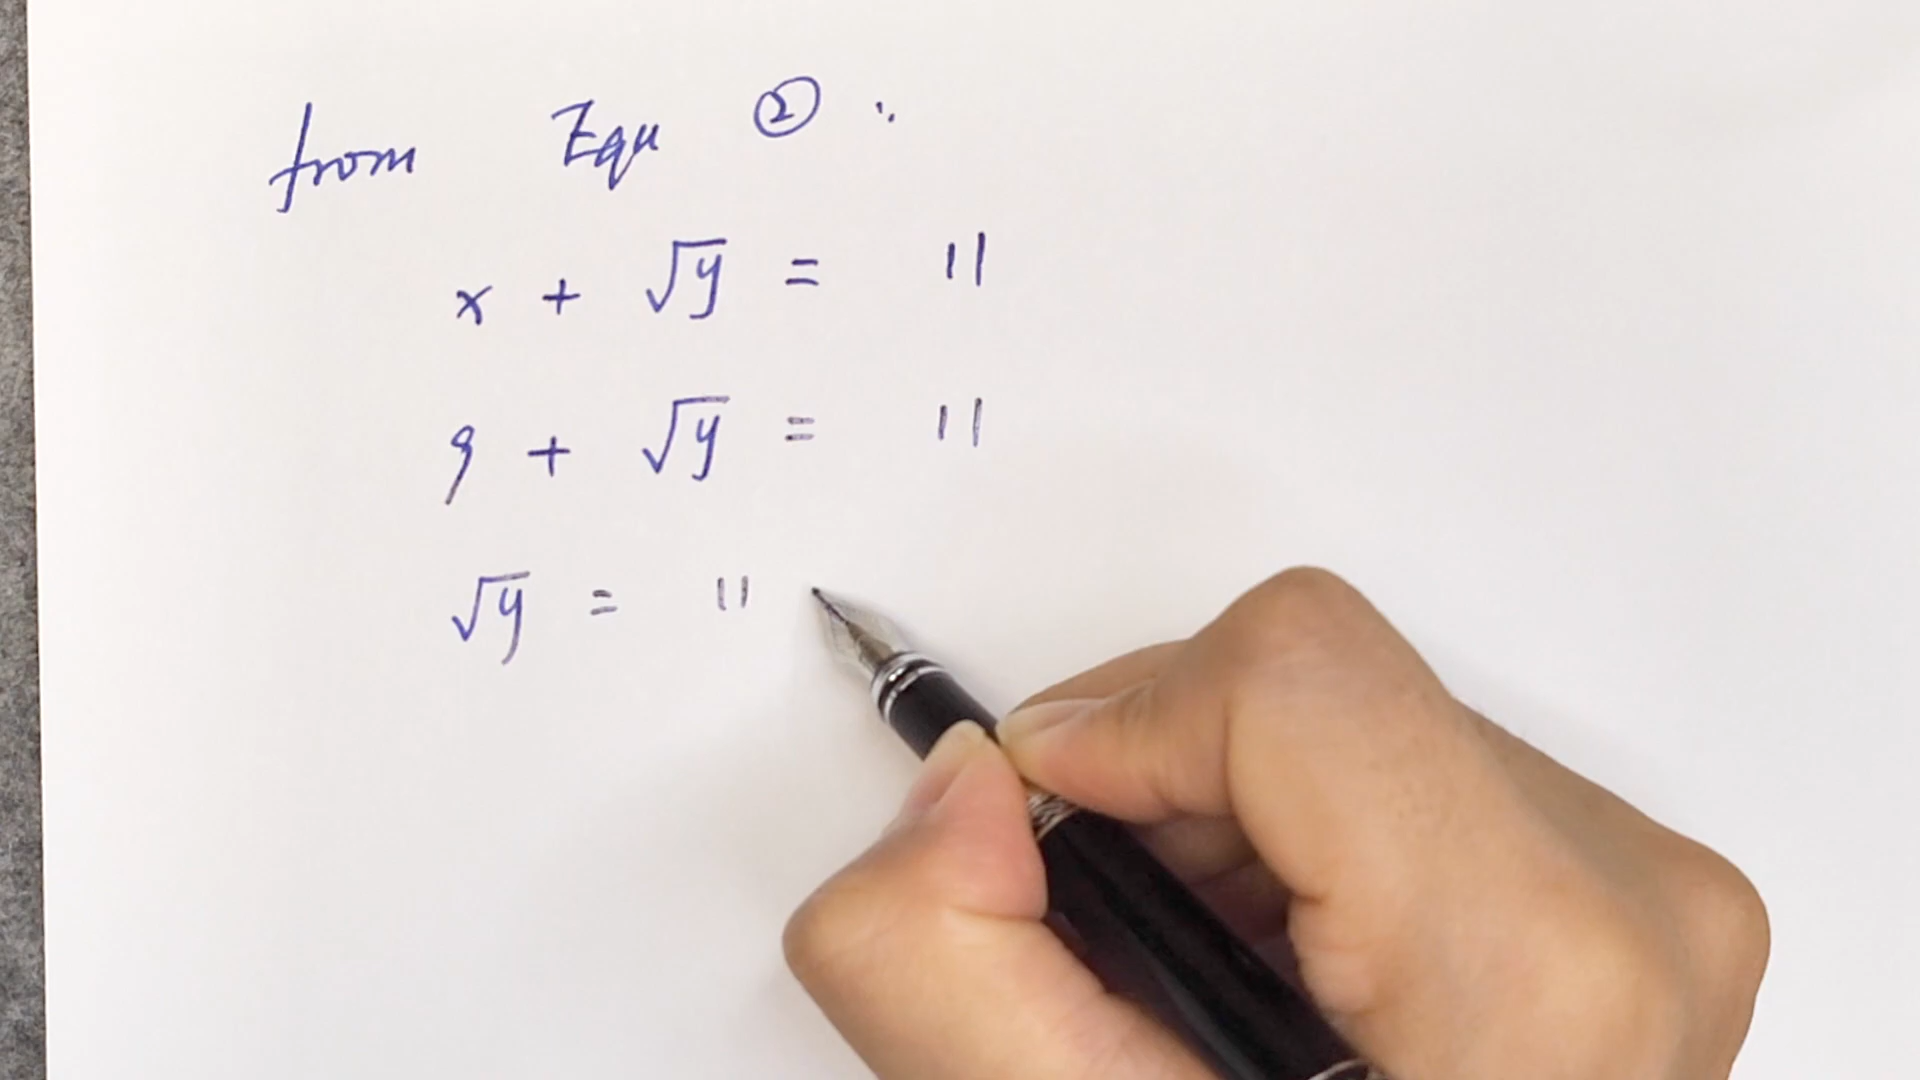 from Equ ② :
x + √y = 11
9 + √y = 11
√y = 11